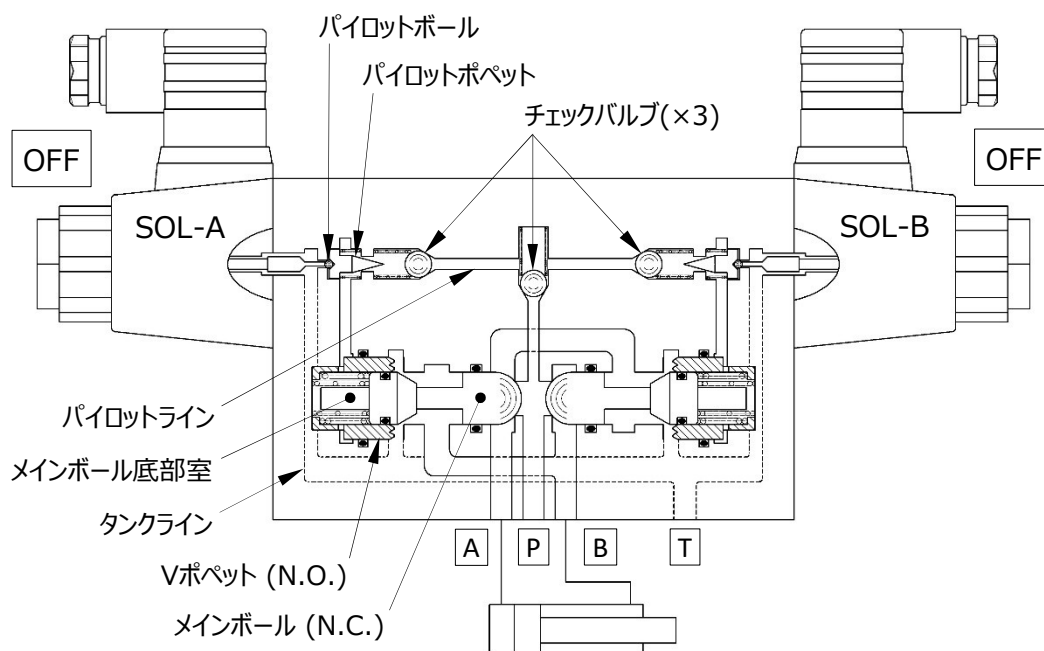 パイロットボール
パイロットポペット
チェックバルブ(×3)
OFF
OFF
SOL-A
SOL-B
パイロットライン
メインボール底部室
タンクライン
A
P
B
T
Vポペット (N.O.)
メインボール (N.C.)